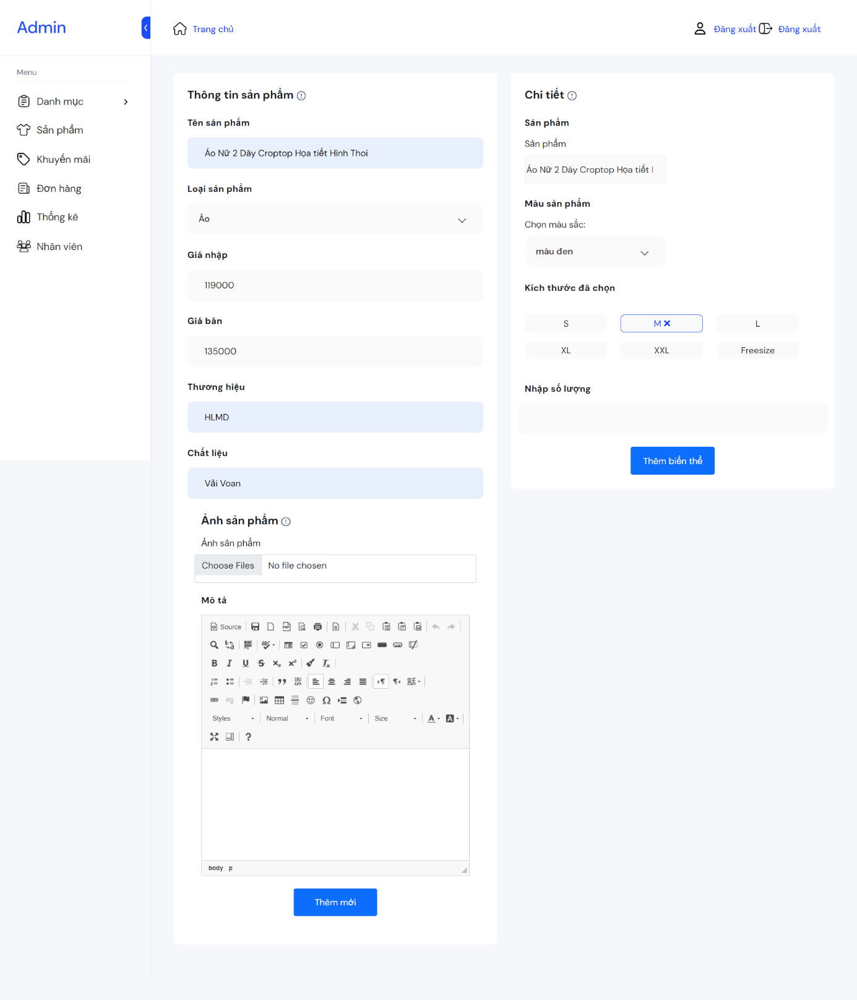 Admin
Trang chủ
Đăng xuất
Đăng xuất
Menu
Danh mục
Sản phẩm
Khuyến mãi
Đơn hàng
Thống kê
Nhân viên
Thông tin sản phẩm
Tên sản phẩm
Áo Nữ 2 Dây Croptop Họa tiết Hình Thoi
Loại sản phẩm
Áo
Giá nhập
119000
Giá bán
135000
Thương hiệu
HLMD
Chất liệu
Vải Voan
Ảnh sản phẩm
Ảnh sản phẩm
Choose Files No file chosen
Mô tả
Source
Styles Normal Font Size
body p
Thêm mới
Chi tiết
Sản phẩm
Sản phẩm
Áo Nữ 2 Dây Croptop Họa tiết
Màu sản phẩm
Chọn màu sắc:
màu đen
Kích thước đã chọn
S M L
XL XXL Freesize
Nhập số lượng
Thêm biến thể